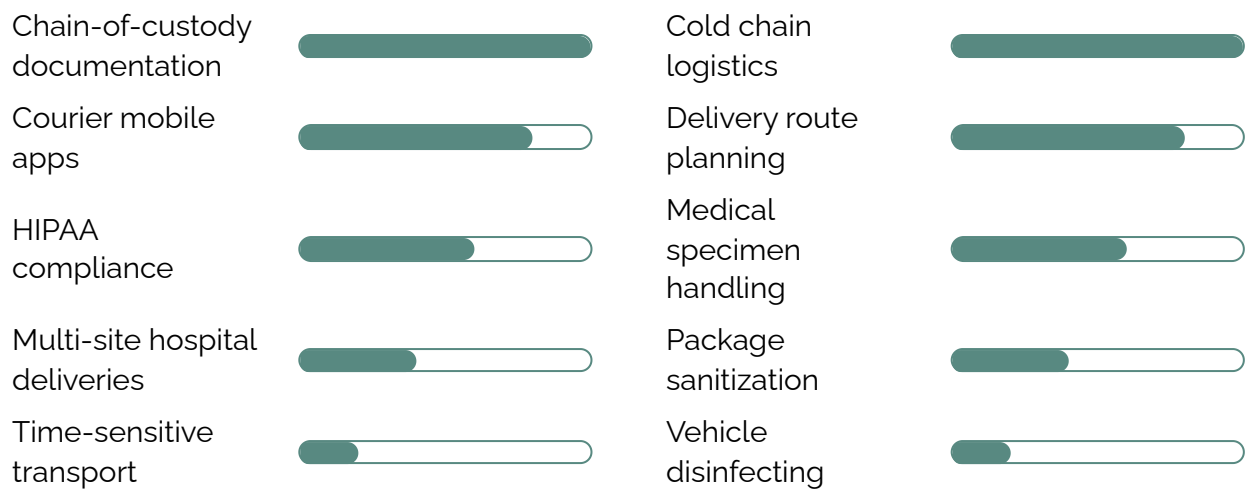 Chain-of-custody
documentation
Cold chain
logistics
Courier mobile
apps
Delivery route
planning
HIPAA
compliance
Medical
specimen
handling
Multi-site hospital
deliveries
Package
sanitization
Time-sensitive
transport
Vehicle
disinfecting